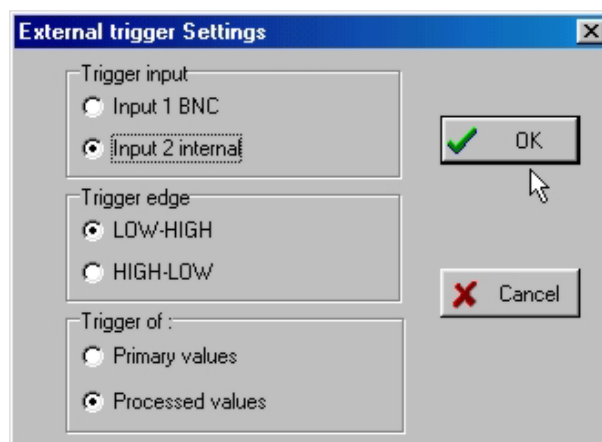 External trigger Settings
Trigger input
Input 1 BNC
Input 2 internal
OK
Trigger edge
LOW-HIGH
HIGH-LOW
Cancel
Trigger of :
Primary values
Processed values